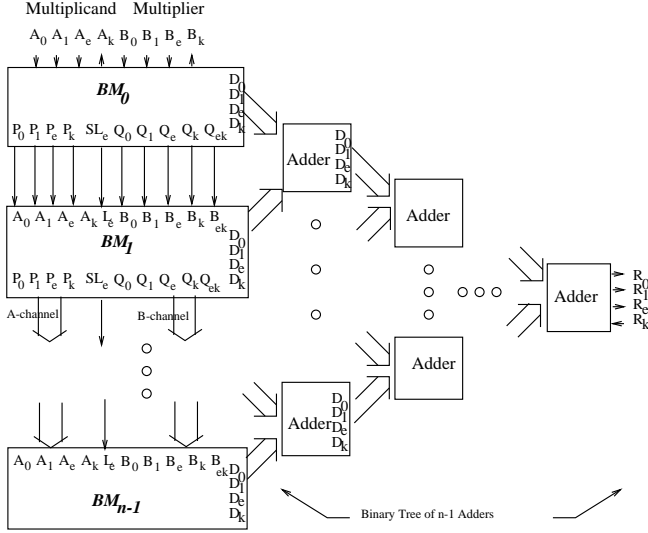 Multiplicand Multiplier
A0 A1 Ae Ak B0 B1 Be Bk
BM0
D0
D1
De
Dk
P0 P1 Pe Pk SLe Q0 Q1 Qe Qk Qek
Adder
D0
D1
De
Dk
Adder
A0 A1 Ae Ak Le B0 B1 Be Bk Bek
BM1
D0
D1
De
Dk
P0 P1 Pe Pk SLe Q0 Q1 Qe Qk Qek
Adder
R0
R1
Re
Rk
A-channel
B-channel
Adder
Adder
D0
D1
De
Dk
A0 A1 Ae Ak Le B0 B1 Be Bk Bek
BMn-1
D0
D1
De
Dk
Binary Tree of n-1 Adders